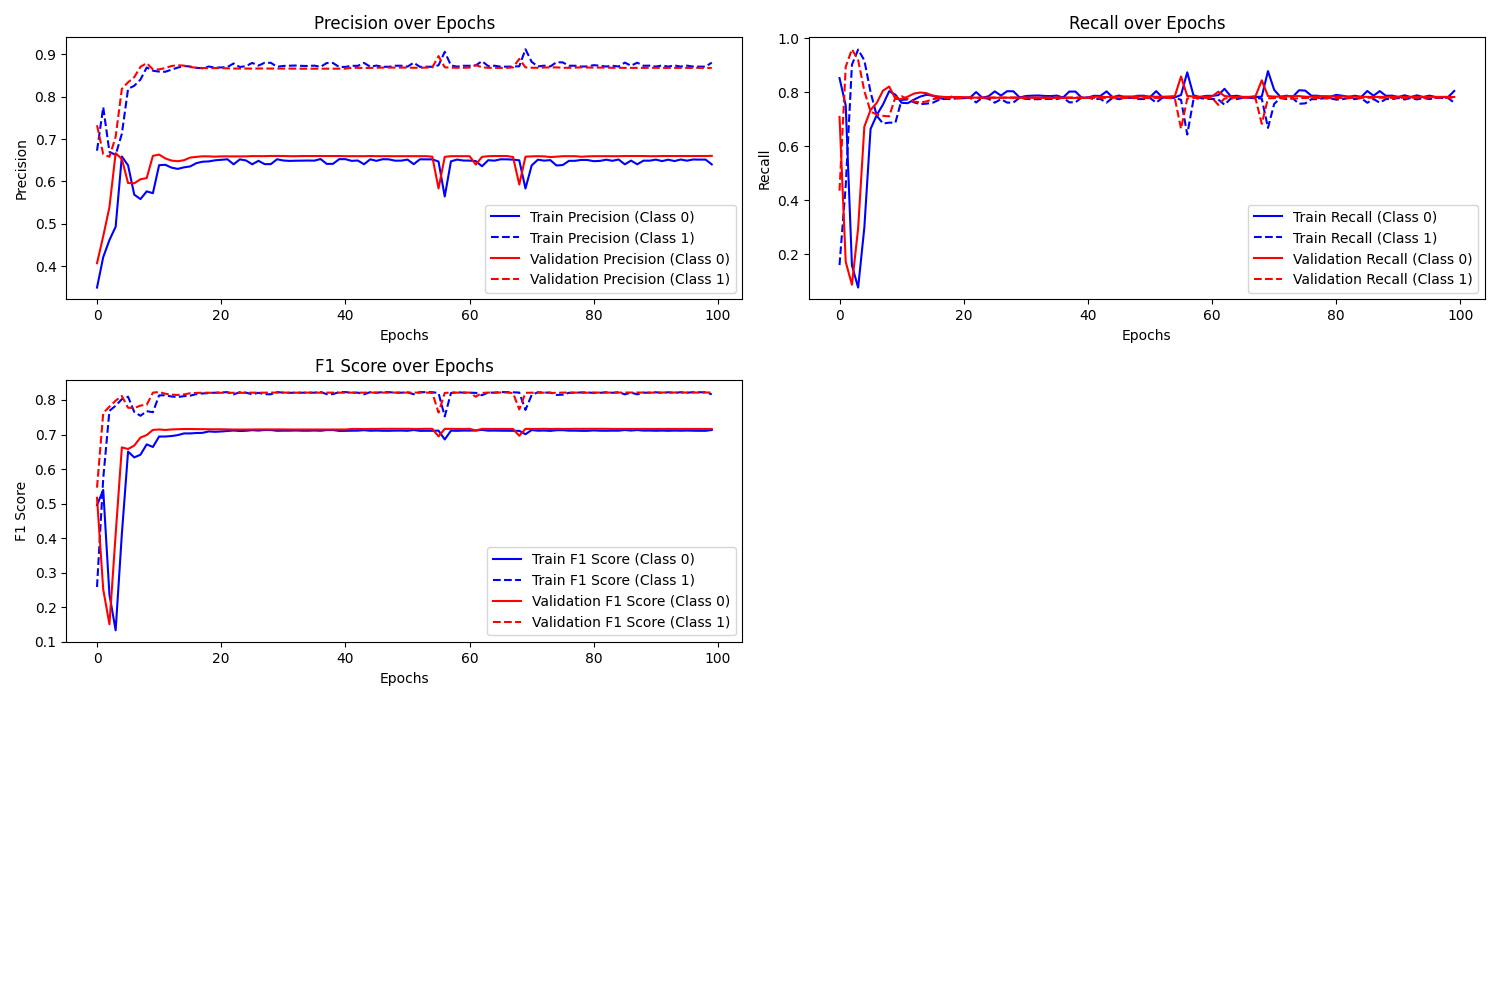 Precision over Epochs
Precision
0.9
0.8
0.7
0.6
0.5
0.4
Train Precision (Class 0)
Train Precision (Class 1)
Validation Precision (Class 0)
Validation Precision (Class 1)
0 20 40 60 80 100
Epochs
Recall over Epochs
Recall
1.0
0.8
0.6
0.4
0.2
Train Recall (Class 0)
Train Recall (Class 1)
Validation Recall (Class 0)
Validation Recall (Class 1)
0 20 40 60 80 100
Epochs
F1 Score over Epochs
F1 Score
0.8
0.7
0.6
0.5
0.4
0.3
0.2
0.1
Train F1 Score (Class 0)
Train F1 Score (Class 1)
Validation F1 Score (Class 0)
Validation F1 Score (Class 1)
0 20 40 60 80 100
Epochs